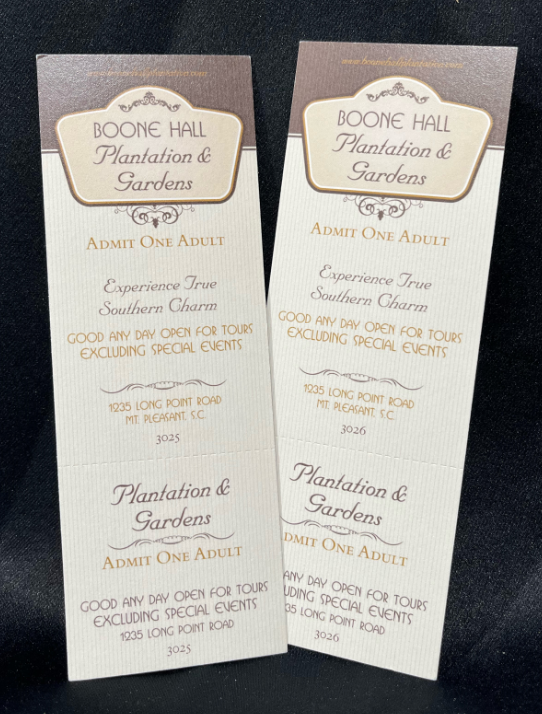 BOONE HALL
Plantation &
Gardens
ADMIT ONE ADULT
Experience True
Southern Charm
GOOD ANY DAY OPEN FOR TOURS
EXCLUDING SPECIAL EVENTS
1235 LONG POINT ROAD
MT. PLEASANT, S.C.
3025
Plantation &
Gardens
ADMIT ONE ADULT
GOOD ANY DAY OPEN FOR TOURS
EXCLUDING SPECIAL EVENTS
1235 LONG POINT ROAD
3025
BOONE HALL
Plantation &
Gardens
ADMIT ONE ADULT
Experience True
Southern Charm
GOOD ANY DAY OPEN FOR TOURS
EXCLUDING SPECIAL EVENTS
1235 LONG POINT ROAD
MT. PLEASANT, S.C.
3026
Plantation &
Gardens
DMIT ONE ADULT
ANY DAY OPEN FOR TOURS
UDING SPECIAL EVENTS
35 LONG POINT ROAD
3026